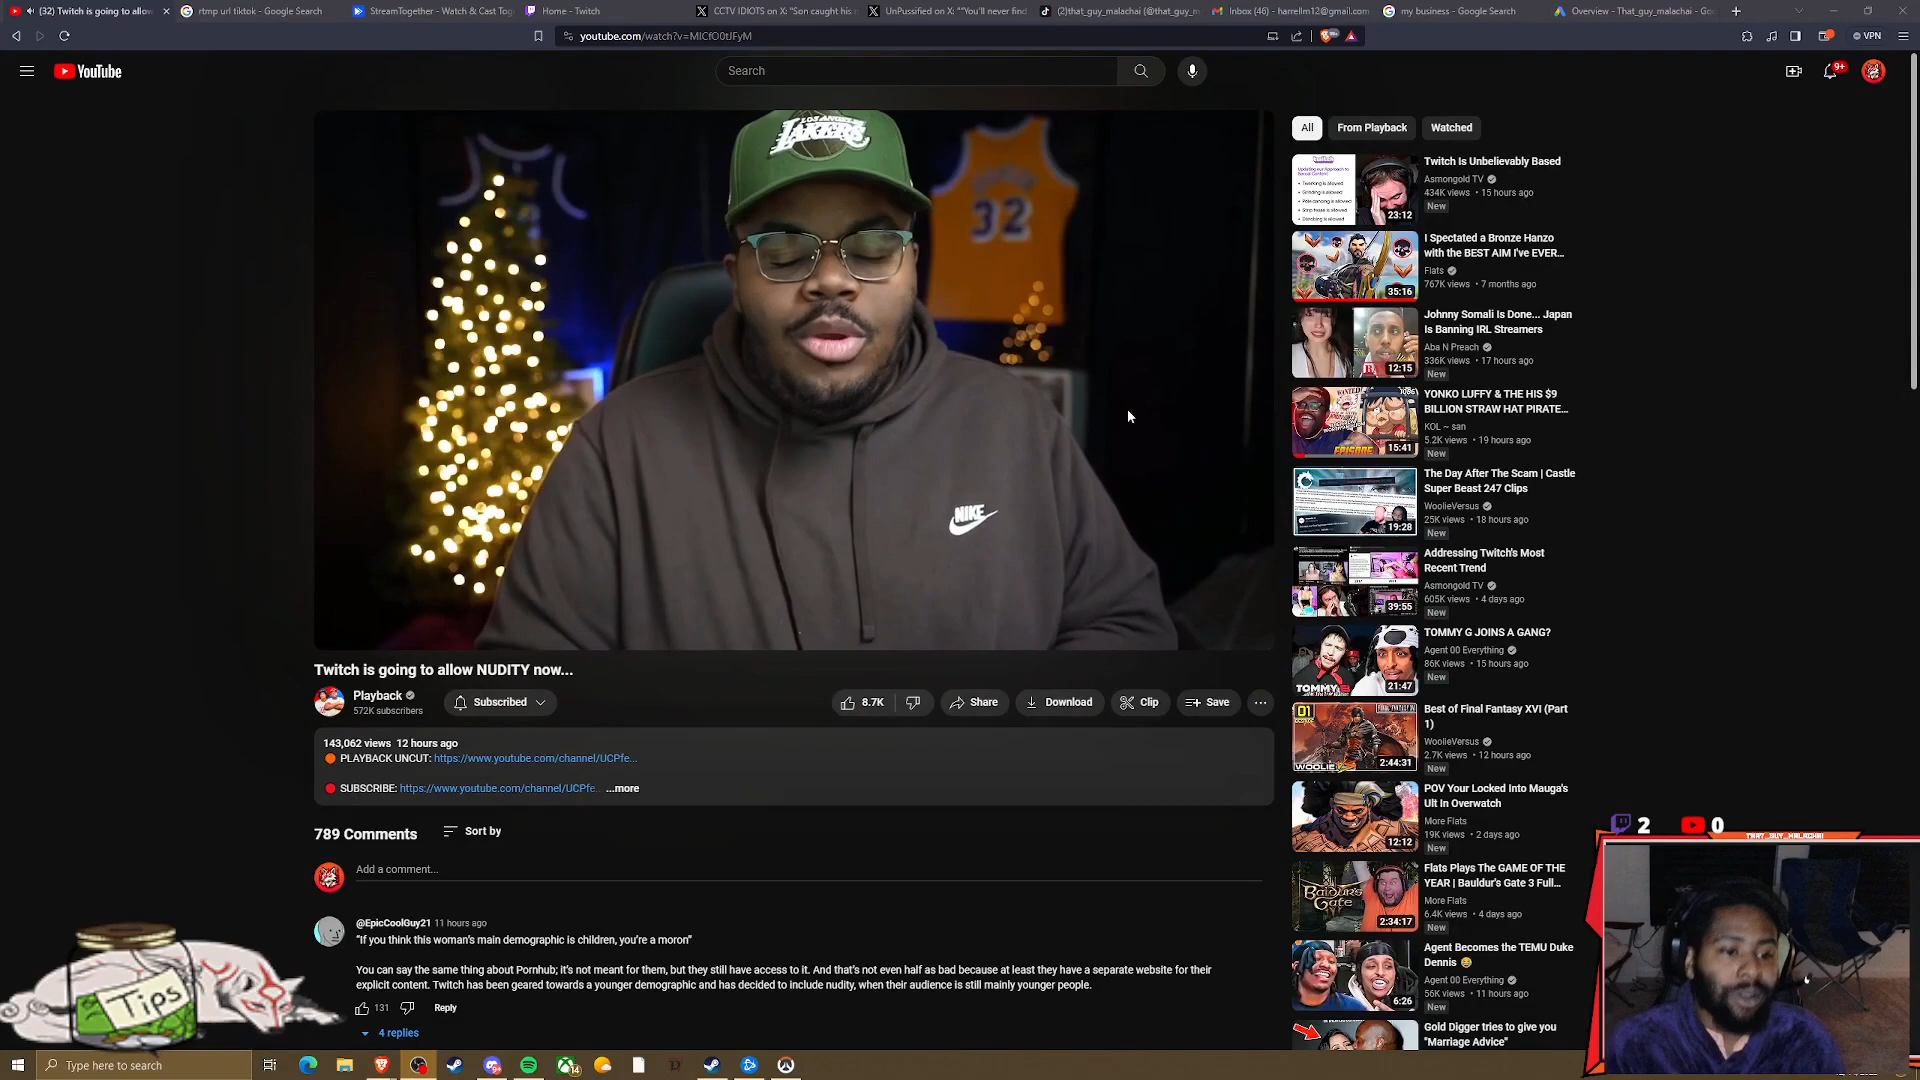 (32) Twitch is going to allow
rtmp url tiktok - Google Search
StreamTogether - Watch & Cast Tog
Home - Twitch
CCTV IDIOTS on X: "Son caught his
UnPussified on X: "“You'll never find
(2)that_guy_malachai (@that_guy_m
Inbox (46) - harrellm12@gmail.com
my business - Google Search
Overview - That_guy_malachai - Goo
youtube.com/watch?v=MlCfO0tJFyM
VPN
YouTube
Search
9+
LOS ANGELES
LAKERS
32
NIKE
Twitch is going to allow NUDITY now...
Playback
572K subscribers
Subscribed
8.7K
Share
Download
Clip
Save
143,062 views 12 hours ago
PLAYBACK UNCUT: https://www.youtube.com/channel/UCPfe...
SUBSCRIBE: https://www.youtube.com/channel/UCPfe... ...more
789 Comments
Sort by
Add a comment...
@EpicCoolGuy21 11 hours ago
“If you think this woman's main demographic is children, you're a moron”
You can say the same thing about Pornhub; it's not meant for them, but they still have access to it. And that's not even half as bad because at least they have a separate website for their
explicit content. Twitch has been geared towards a younger demographic and has decided to include nudity, when their audience is still mainly younger people.
131
Reply
4 replies
All
From Playback
Watched
Twitch Is Unbelievably Based
Asmongold TV
434K views • 15 hours ago
New
23:12
I Spectated a Bronze Hanzo
with the BEST AIM I've EVER...
Flats
767K views • 7 months ago
35:16
Johnny Somali Is Done... Japan
Is Banning IRL Streamers
Aba N Preach
336K views • 17 hours ago
New
12:15
YONKO LUFFY & THE HIS $9
BILLION STRAW HAT PIRATE...
KOL ~ san
5.2K views • 19 hours ago
New
15:41
The Day After The Scam | Castle
Super Beast 247 Clips
WoolieVersus
25K views • 18 hours ago
New
19:28
Addressing Twitch's Most
Recent Trend
Asmongold TV
605K views • 4 days ago
New
39:55
TOMMY G JOINS A GANG?
Agent 00 Everything
86K views • 15 hours ago
New
TOMMY
21:47
Best of Final Fantasy XVI (Part
1)
WoolieVersus
2.7K views • 12 hours ago
New
01
WOOLIE
2:44:31
POV Your Locked Into Mauga's
Ult In Overwatch
More Flats
19K views • 2 days ago
New
12:12
Flats Plays The GAME OF THE
YEAR | Bauldur's Gate 3 Full...
More Flats
6.4K views • 4 days ago
New
BALDUR'S GATE
2:34:17
Agent Becomes the TEMU Duke
Dennis
Agent 00 Everything
56K views • 11 hours ago
New
6:26
Gold Digger tries to give you
"Marriage Advice"
2
0
THAT_GUY_MALACHAI
Tips
Type here to search